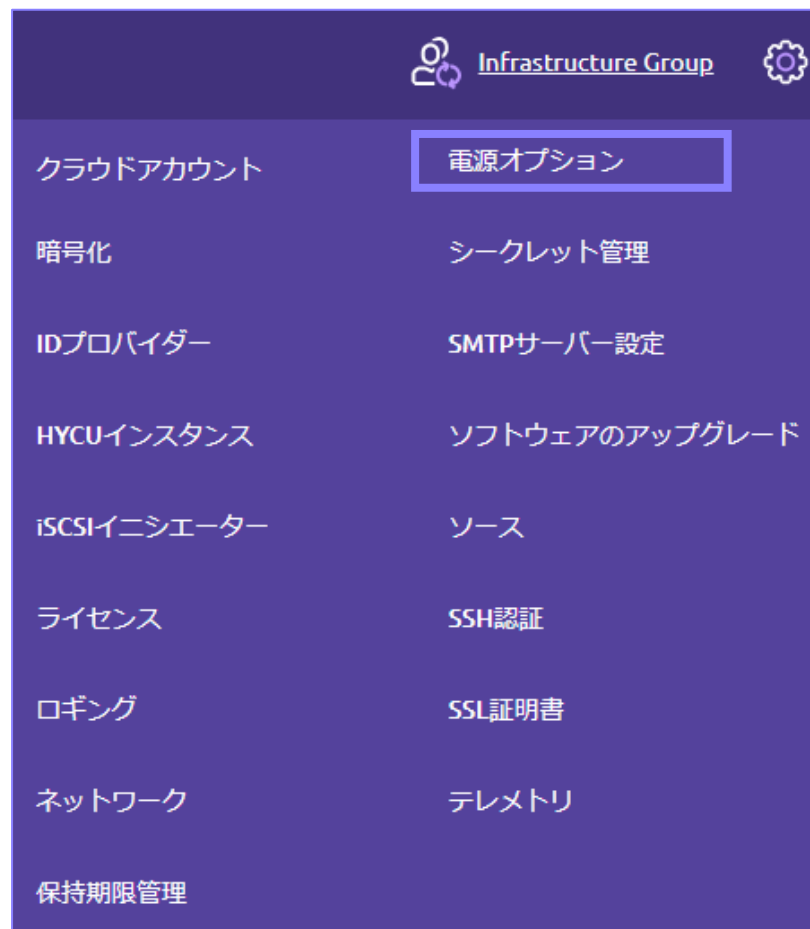 Infrastructure Group
クラウドアカウント
暗号化
IDプロバイダー
HYCUインスタンス
iSCSIイニシエーター
ライセンス
ロギング
ネットワーク
保持期限管理
電源オプション
シークレット管理
SMTPサーバー設定
ソフトウェアのアップグレード
ソース
SSH認証
SSL証明書
テレメトリ